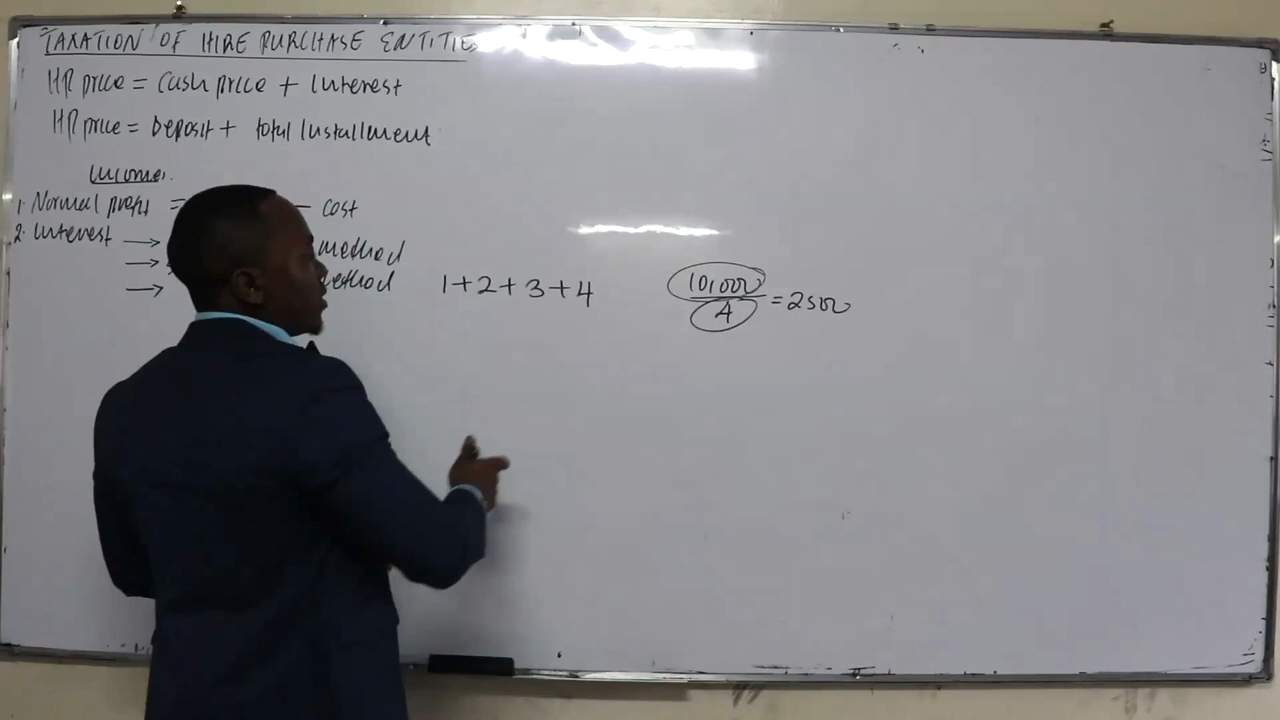 TAXATION OF HIRE PURCHASE ENTITIES
HP price = Cash price + Interest
HP price = Deposit + total Installment
Income.
1. Normal profit = — cost
2. Interest → method
→ method
→
1+2+3+4
10,000
4
= 2500